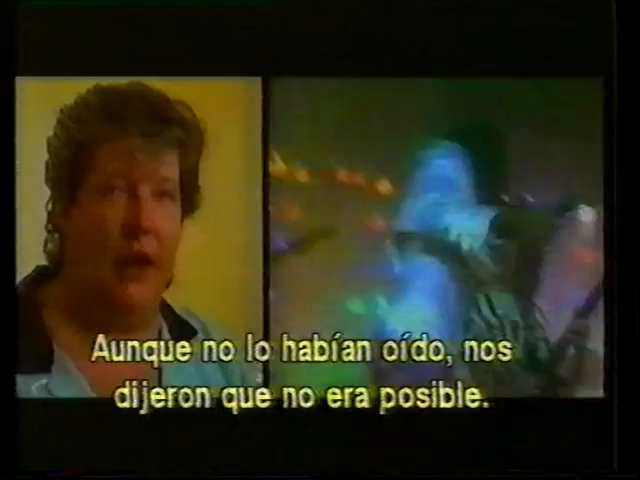 Aunque no lo habían oído, nos
dijeron que no era posible.